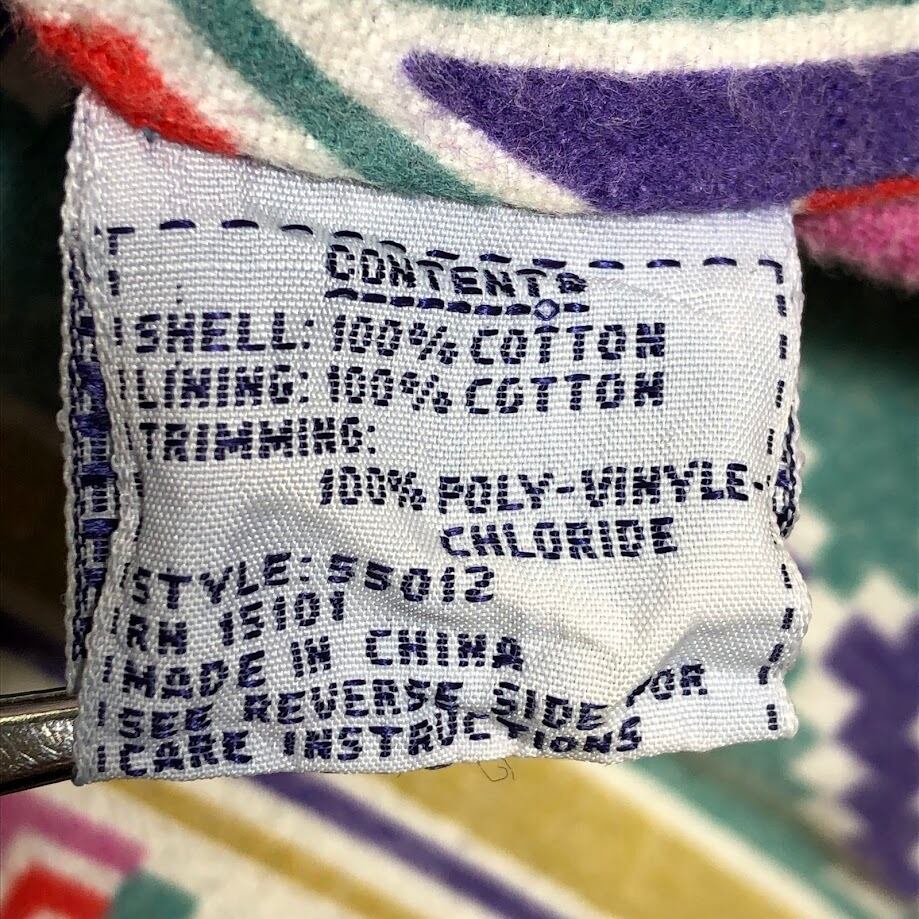 CONTENTS
SHELL: 100% COTTON
LINING: 100% COTTON
TRIMMING:
100% POLY-VINYLE-
CHLORIDE
STYLE: 55012
RN 15101
MADE IN CHINA
SEE REVERSE SIDE FOR
CARE INSTRUCTIONS